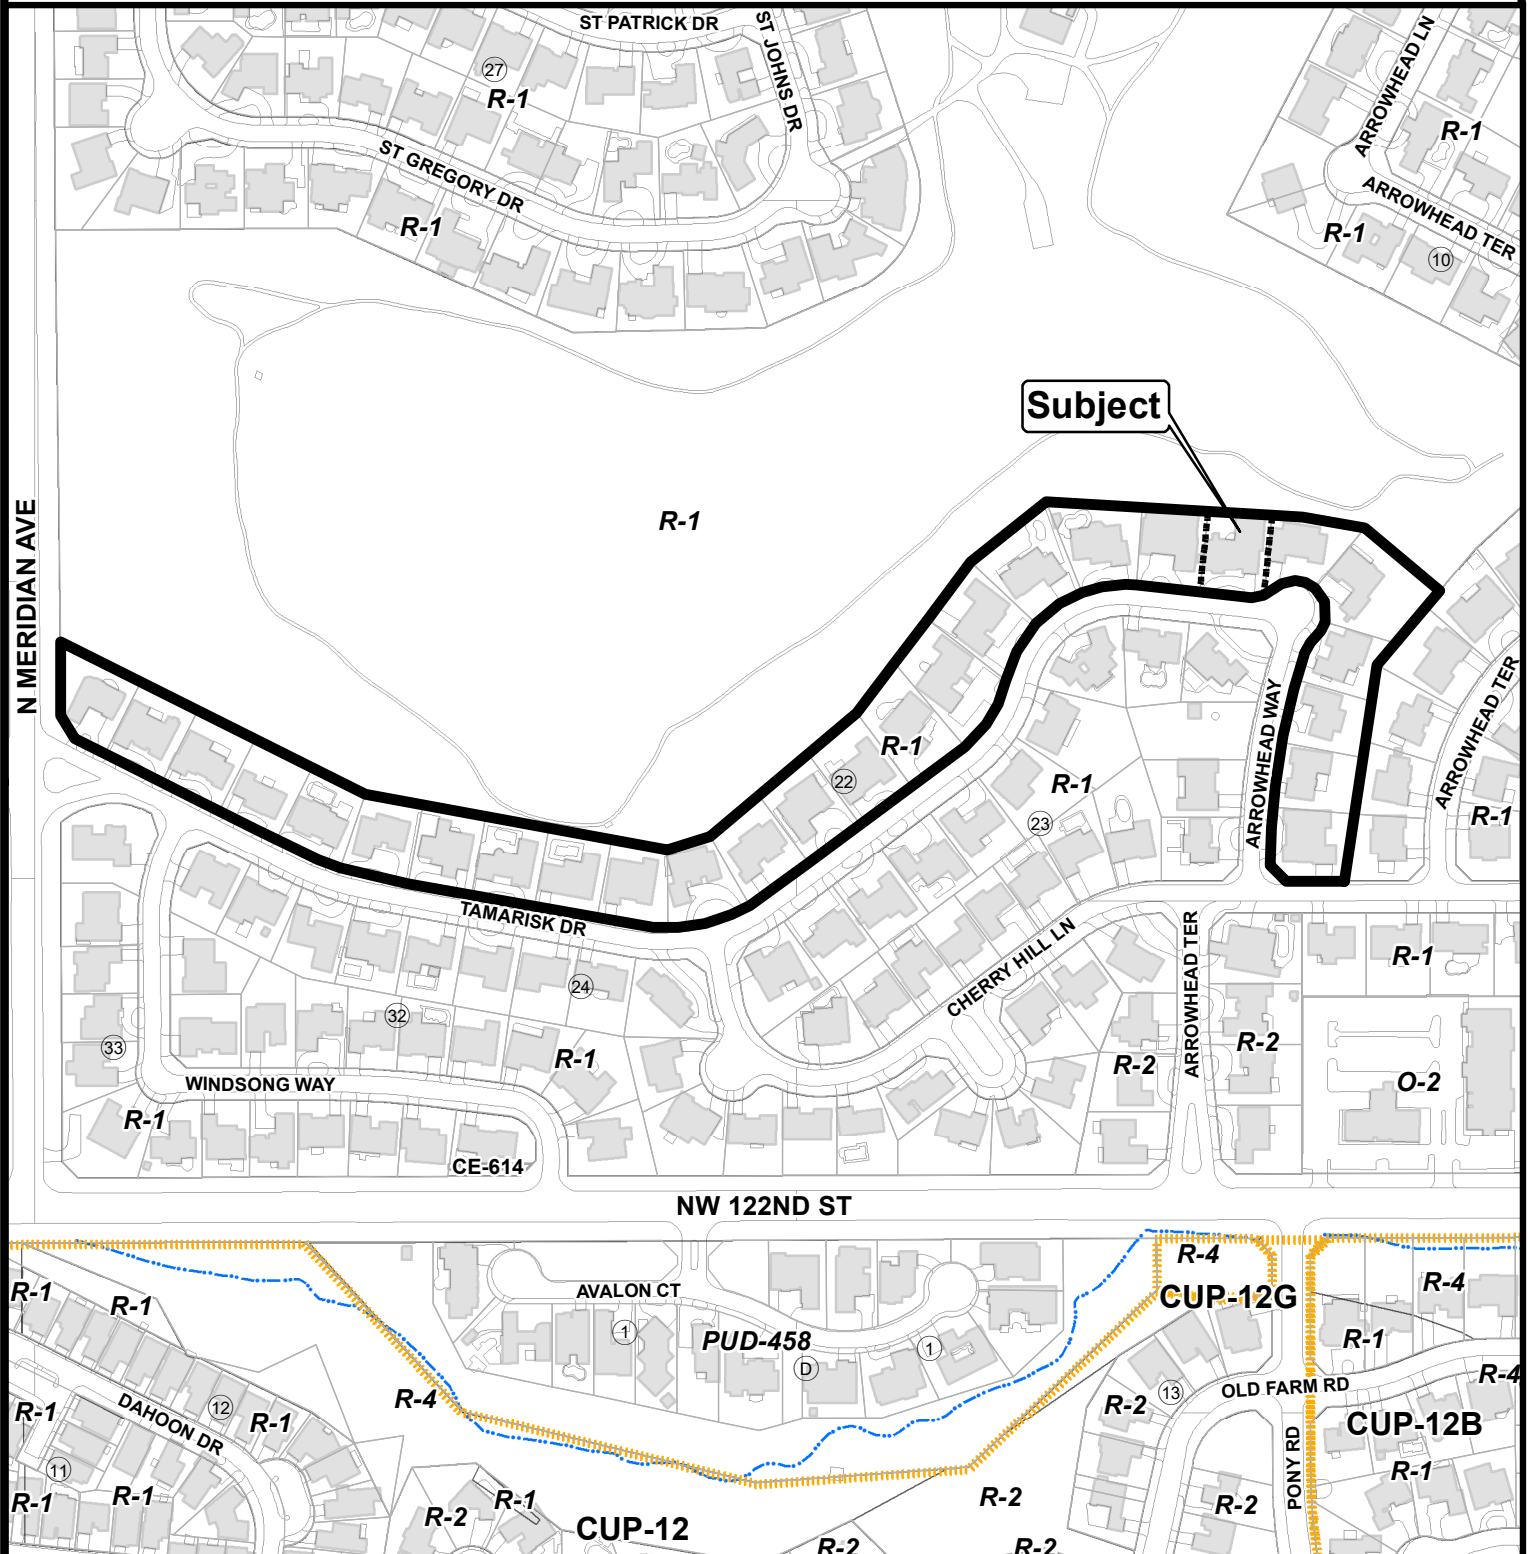 ST PATRICK DR
ST JOHNS DR
27
R-1
ARROWHEAD LN
R-1
ST GREGORY DR
R-1
ARROWHEAD TER
R-1
10
Subject
R-1
N MERIDIAN AVE
R-1
22
ARROWHEAD WAY
ARROWHEAD TER
R-1
23
R-1
TAMARISK DR
CHERRY HILL LN
ARROWHEAD TER
R-1
24
32
33
R-1
R-2
R-2
O-2
WINDSONG WAY
R-1
CE-614
NW 122ND ST
R-4
R-1
R-1
AVALON CT
CUP-12G
R-4
1
PUD-458
1
D
R-1
R-4
R-4
OLD FARM RD
13
R-2
12
R-1
R-1
DAHOON DR
CUP-12B
11
R-1
R-1
R-1
R-1
R-2
R-2
R-2
PONY RD
CUP-12
R-2
R-2